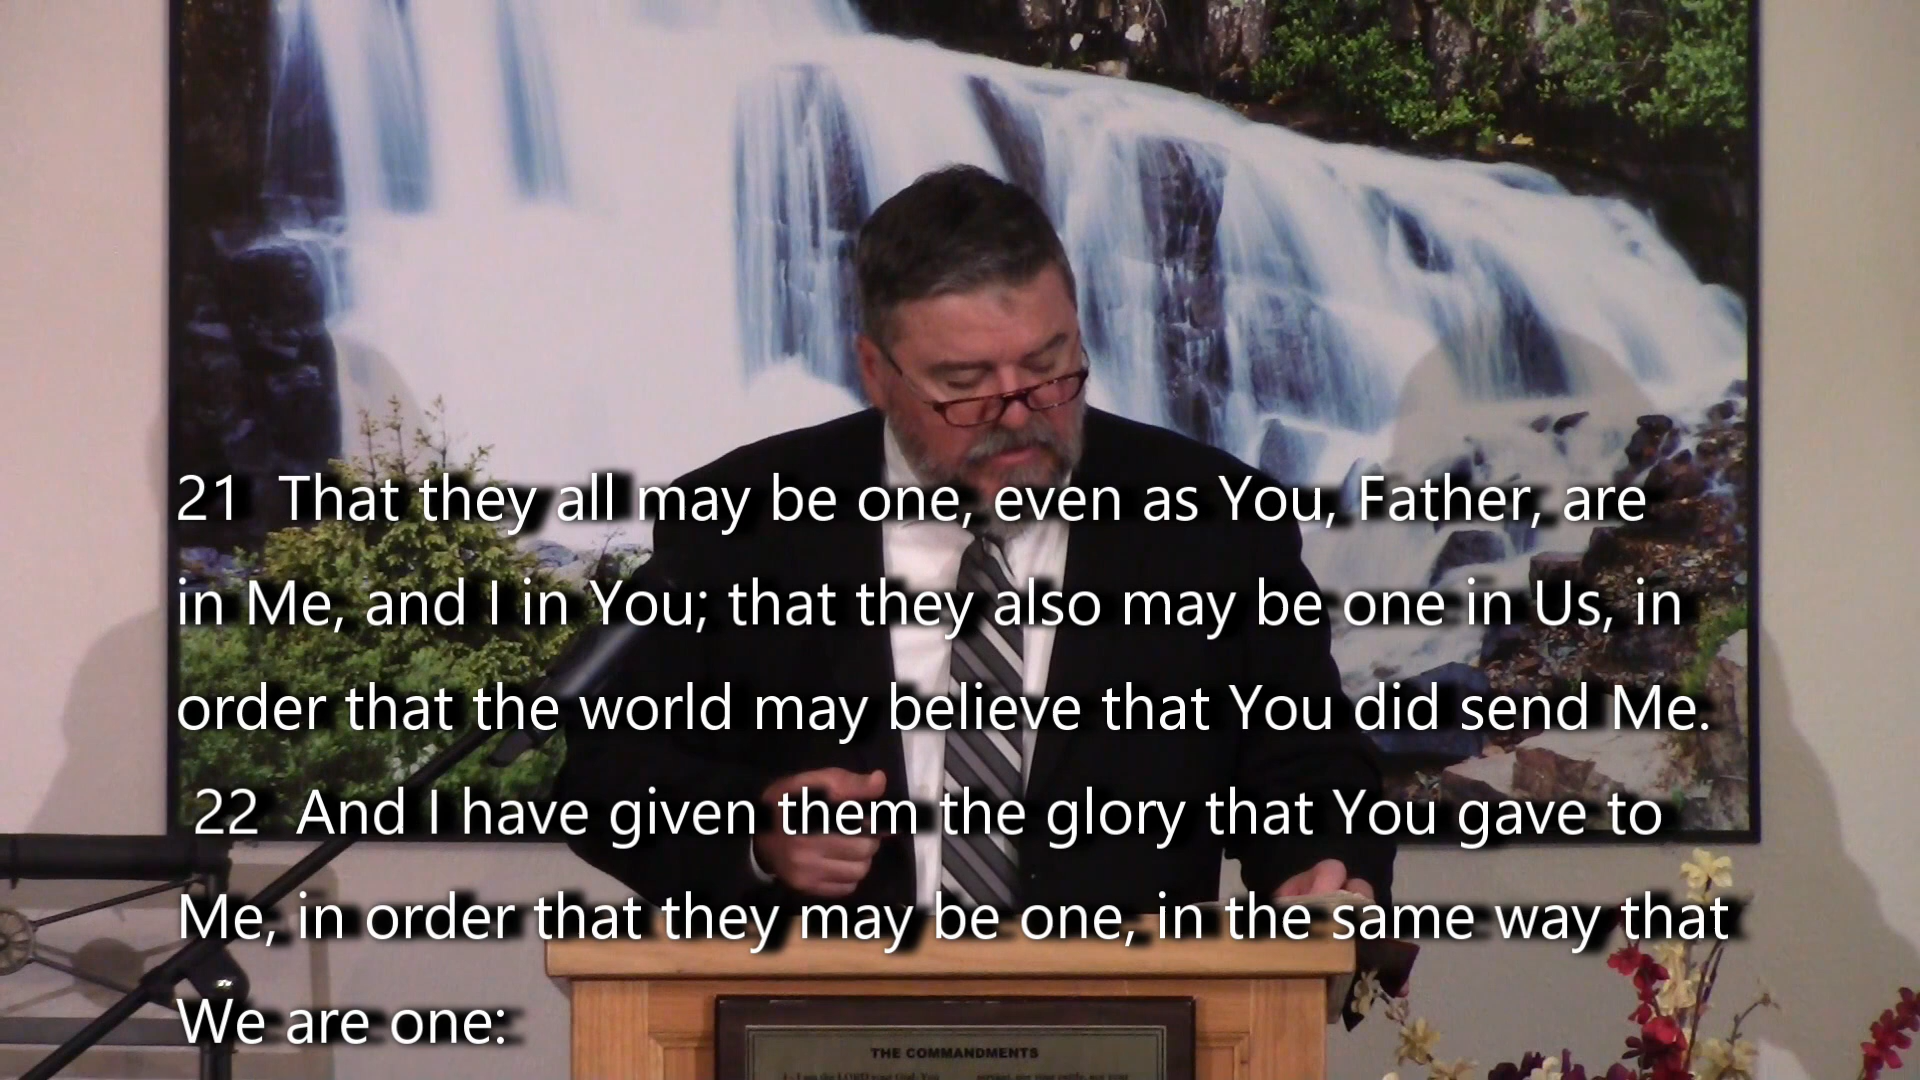 21 That they all may be one, even as You, Father, are
in Me, and I in You; that they also may be one in Us, in
order that the world may believe that You did send Me.
22 And I have given them the glory that You gave to
Me, in order that they may be one, in the same way that
We are one:
THE COMMANDMENTS